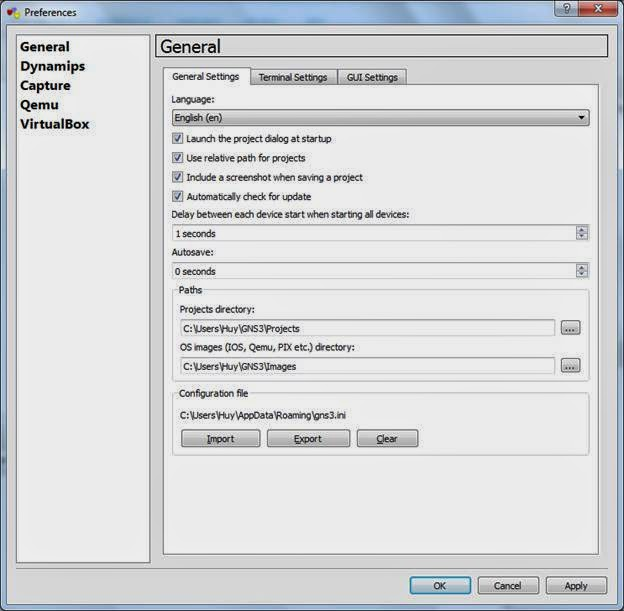 Preferences
General
Dynamips
Capture
Qemu
VirtualBox
General
General Settings
Terminal Settings
GUI Settings
Language:
English (en)
Launch the project dialog at startup
Use relative path for projects
Include a screenshot when saving a project
Automatically check for update
Delay between each device start when starting all devices:
1 seconds
Autosave:
0 seconds
Paths
Projects directory:
C:\Users\Huy\GNS3\Projects
...
OS images (IOS, Qemu, PIX etc.) directory:
C:\Users\Huy\GNS3\Images
...
Configuration file
C:\Users\Huy\AppData\Roaming\gns3.ini
Import
Export
Clear
OK
Cancel
Apply